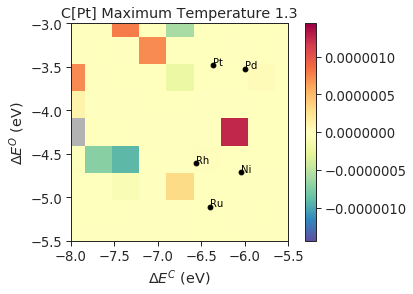 C[Pt] Maximum Temperature 1.3
−3.0
−3.5
−4.0
−4.5
−5.0
−5.5
ΔE^O (eV)
Pt
Pd
Rh
Ni
Ru
−8.0 −7.5 −7.0 −6.5 −6.0 −5.5
ΔE^C (eV)
0.0000010
0.0000005
0.0000000
−0.0000005
−0.0000010